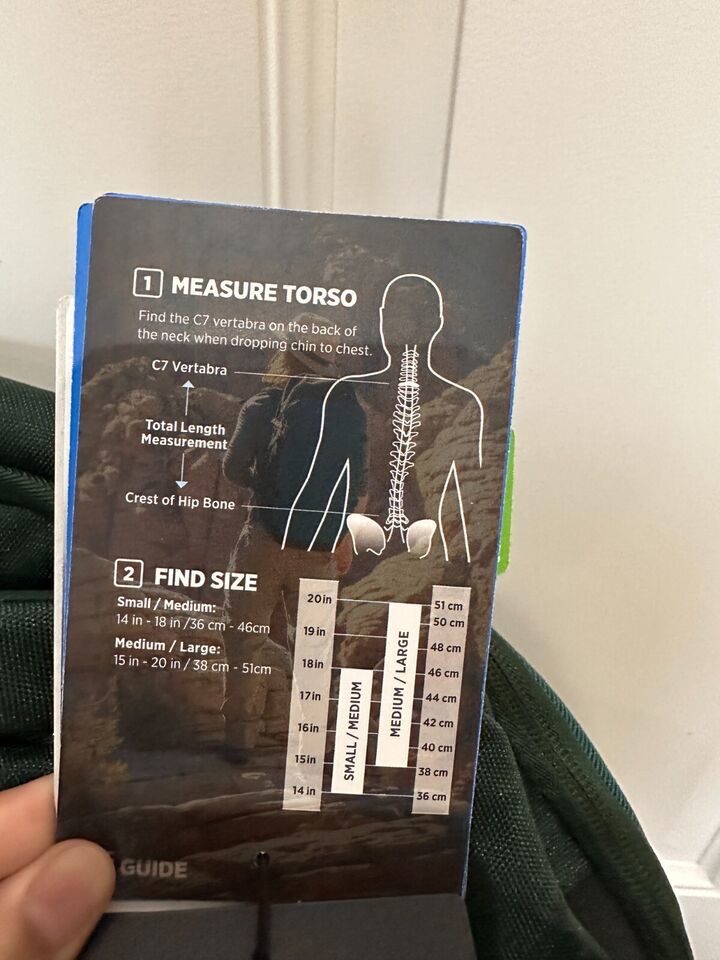 1 MEASURE TORSO
Find the C7 vertabra on the back of
the neck when dropping chin to chest.
C7 Vertabra
Total Length
Measurement
Crest of Hip Bone
2 FIND SIZE
Small / Medium:
14 in - 18 in /36 cm - 46cm
Medium / Large:
15 in - 20 in / 38 cm - 51cm
20in
19in
18in
17in
16in
15in
14in
SMALL / MEDIUM
MEDIUM / LARGE
51 cm
50 cm
48 cm
46 cm
44 cm
42 cm
40 cm
38 cm
36 cm
GUIDE